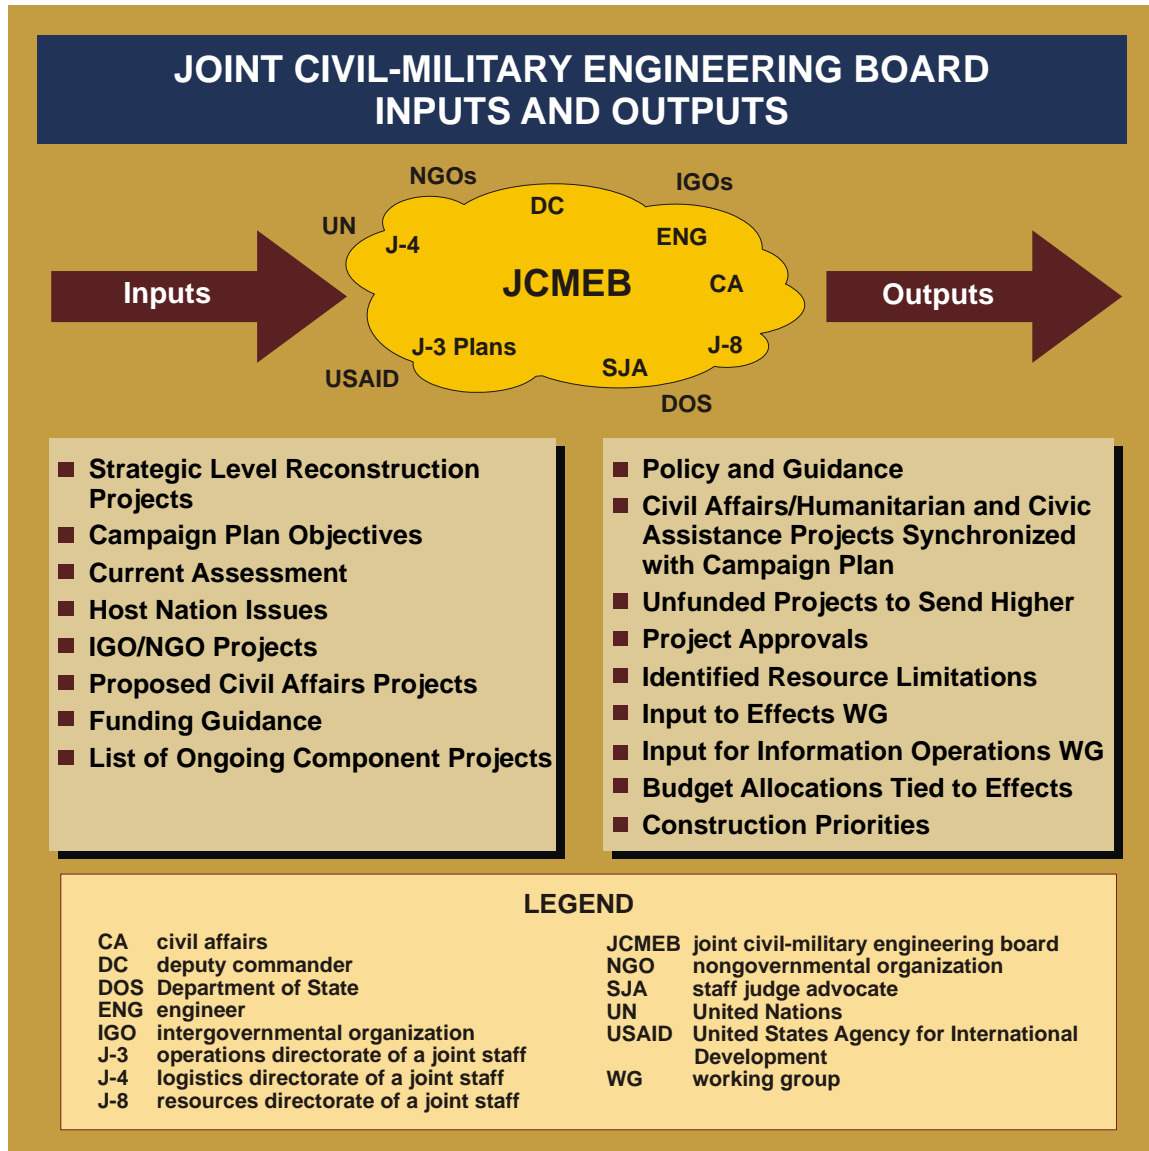 JOINT CIVIL-MILITARY ENGINEERING BOARD
INPUTS AND OUTPUTS
NGOs
IGOs
UN
DC
J-4
ENG
Inputs
JCMEB
CA
Outputs
J-3 Plans
J-8
USAID
SJA
DOS
Strategic Level Reconstruction
Projects
Campaign Plan Objectives
Current Assessment
Host Nation Issues
IGO/NGO Projects
Proposed Civil Affairs Projects
Funding Guidance
List of Ongoing Component Projects
Policy and Guidance
Civil Affairs/Humanitarian and Civic
Assistance Projects Synchronized
with Campaign Plan
Unfunded Projects to Send Higher
Project Approvals
Identified Resource Limitations
Input to Effects WG
Input for Information Operations WG
Budget Allocations Tied to Effects
Construction Priorities
LEGEND
CA civil affairs
DC deputy commander
DOS Department of State
ENG engineer
IGO intergovernmental organization
J-3 operations directorate of a joint staff
J-4 logistics directorate of a joint staff
J-8 resources directorate of a joint staff
JCMEB joint civil-military engineering board
NGO nongovernmental organization
SJA staff judge advocate
UN United Nations
USAID United States Agency for International
Development
WG working group